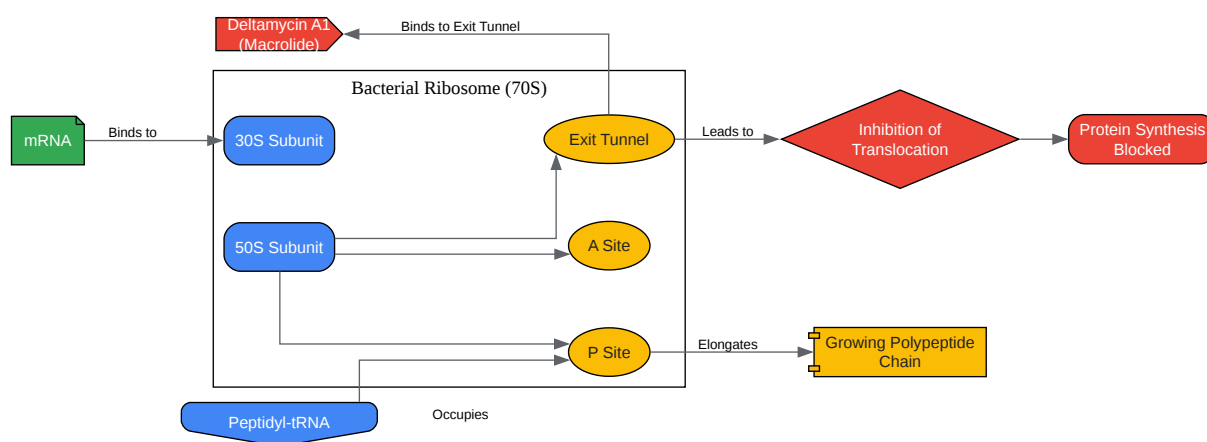 Deltamycin A1
(Macrolide)
Binds to Exit Tunnel
Bacterial Ribosome (70S)
mRNA
Binds to
30S Subunit
Exit Tunnel
Leads to
Inhibition of
Translocation
Protein Synthesis
Blocked
50S Subunit
A Site
P Site
Elongates
Growing Polypeptide
Chain
Peptidyl-tRNA
Occupies